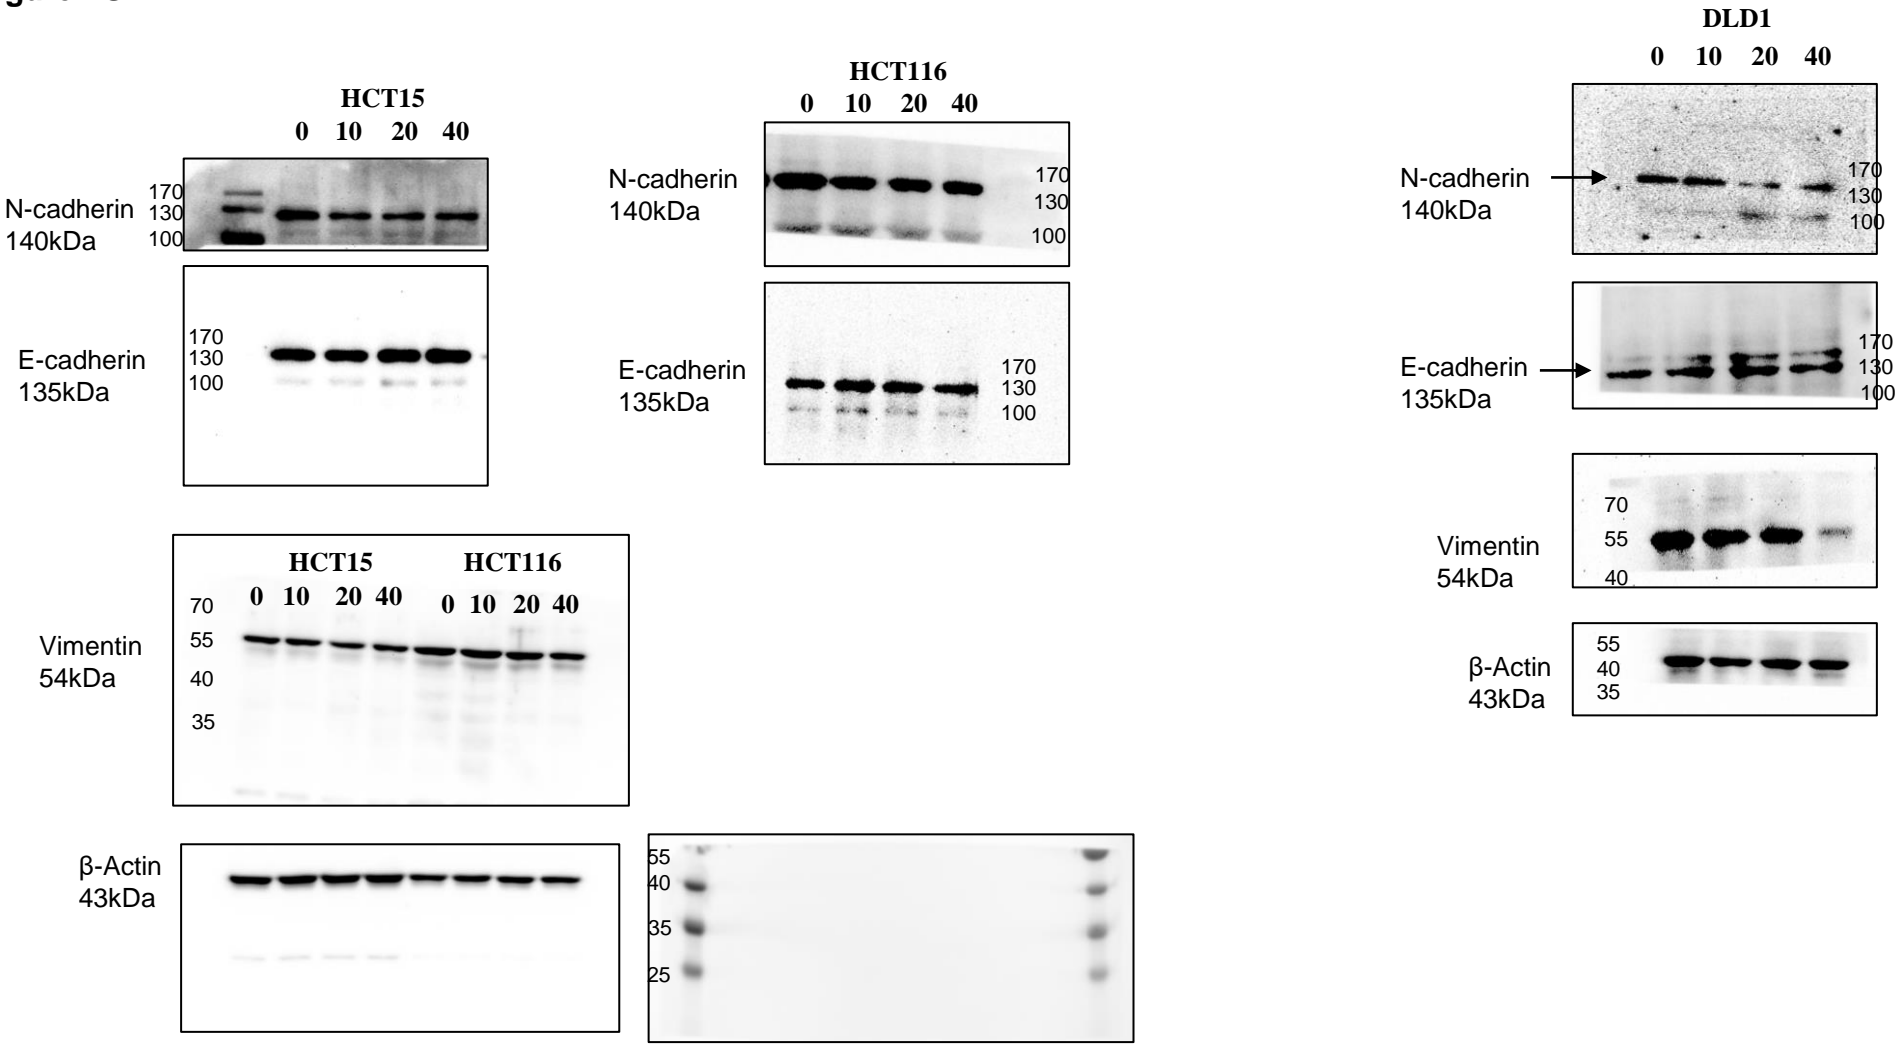 HCT15
0 10 20 40
N-cadherin
140kDa
170
130
100
E-cadherin
135kDa
170
130
100
HCT116
0 10 20 40
N-cadherin
140kDa
170
130
100
E-cadherin
135kDa
170
130
100
DLD1
0 10 20 40
N-cadherin
140kDa
170
130
100
E-cadherin
135kDa
170
130
100
Vimentin
54kDa
70
55
40
β-Actin
43kDa
55
40
35
HCT15 HCT116
0 10 20 40 0 10 20 40
Vimentin
54kDa
70
55
40
35
β-Actin
43kDa
55
40
35
25